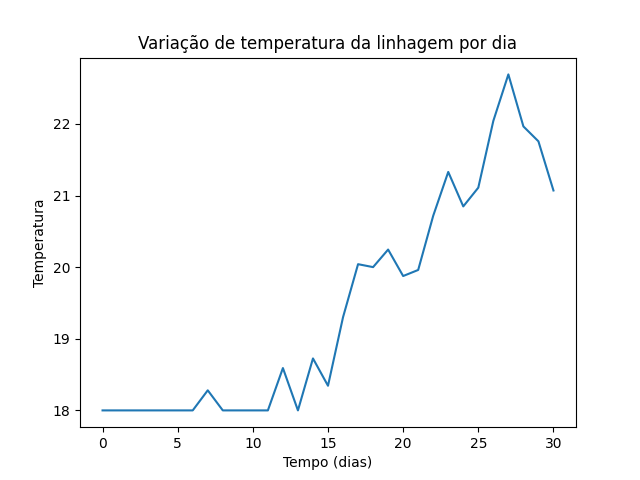 Variação de temperatura da linhagem por dia
Temperatura
22
21
20
19
18
0 5 10 15 20 25 30
Tempo (dias)